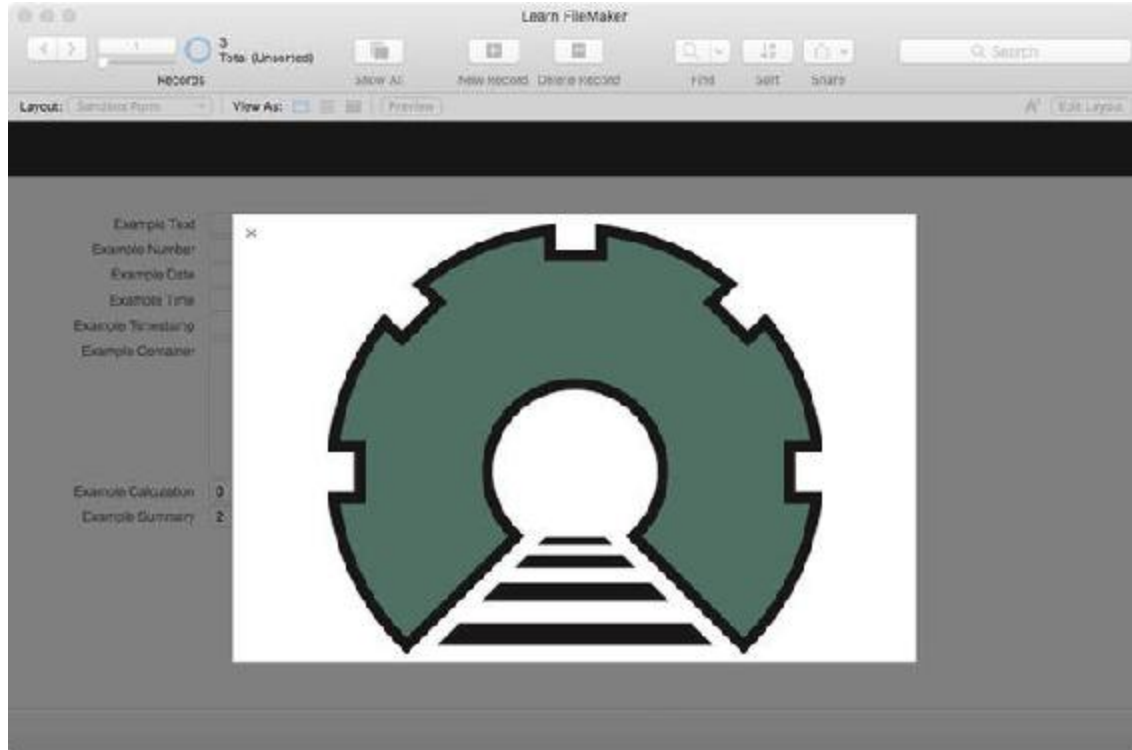 Learn FileMaker
1
3
Total (Unsorted)
Records
Show All
New Record
Delete Record
Find
Sort
Share
Search
Layout:
View As:
Preview
Edit Layout
Example Text
Example Number
Example Date
Example Time
Example Timestamp
Example Container
Example Calculation
Example Summary 2